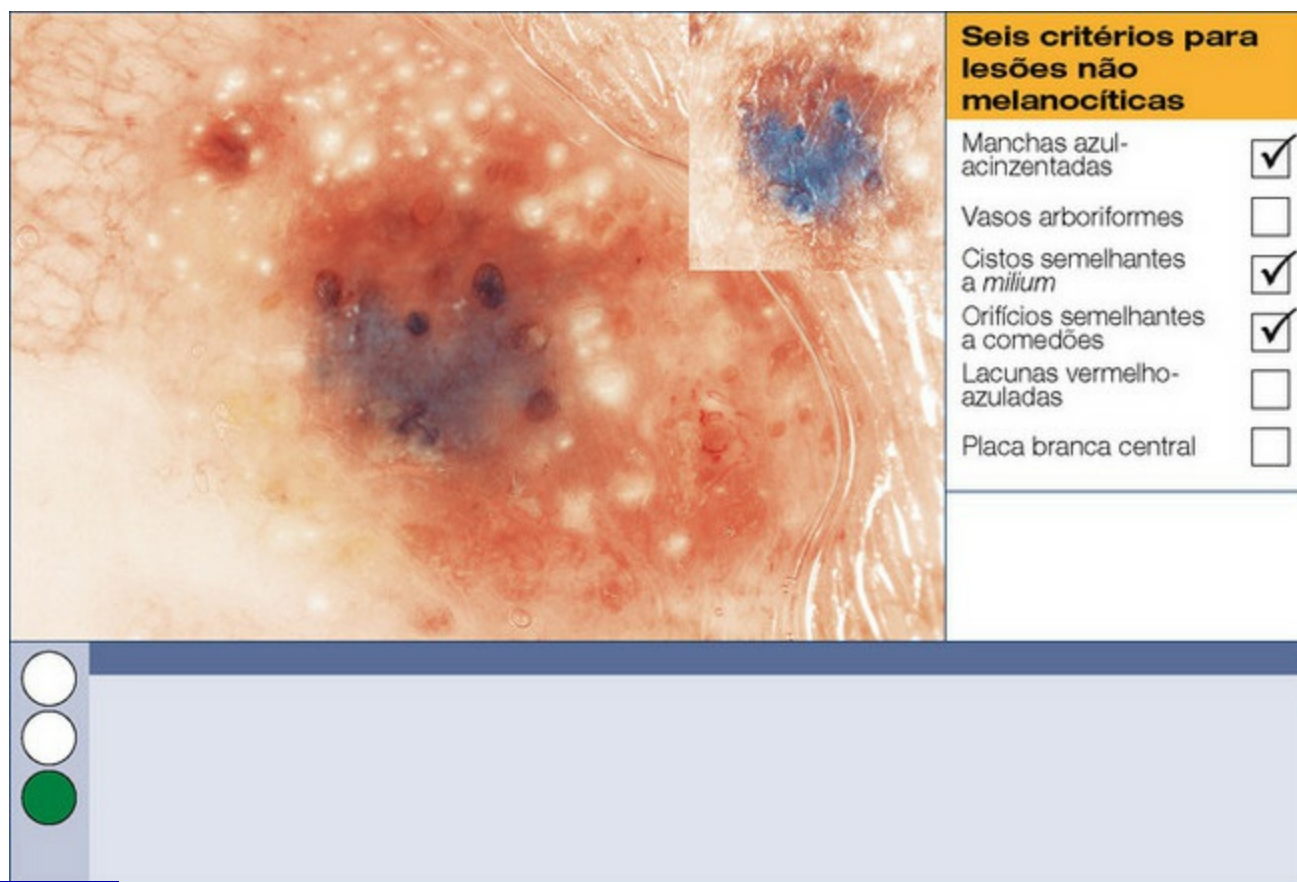 Seis critérios para
lesões não
melanocíticas
Manchas azul-
acinzentadas
Vasos arboriformes
Cistos semelhantes
a milium
Orifícios semelhantes
a comedões
Lacunas vermelho-
azuladas
Placa branca central